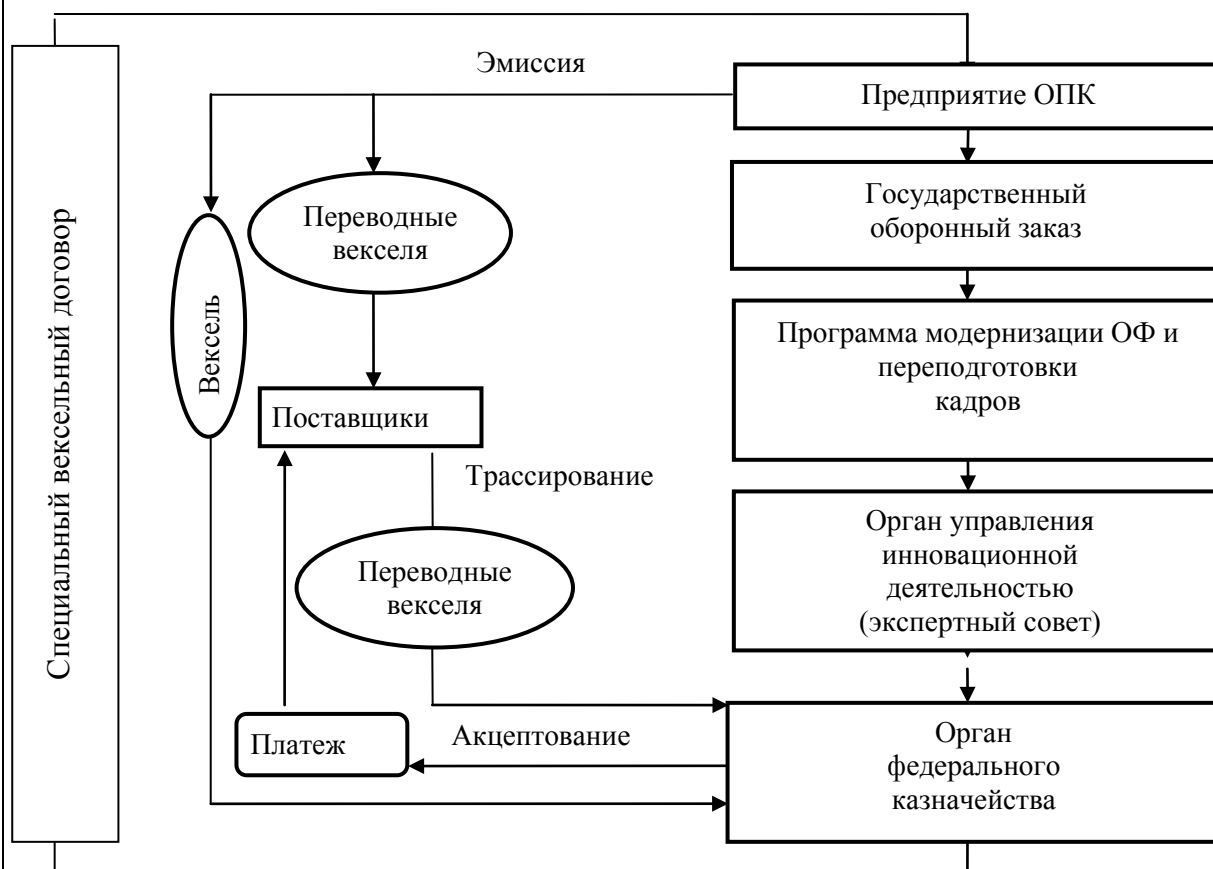 Эмиссия
Предприятие ОПК
Государственный
оборонный заказ
Переводные
векселя
Специальный вексельный договор
Вексель
Программа модернизации ОФ и
переподготовки
кадров
Поставщики
Трассирование
Орган управления
инновационной
деятельностью
(экспертный совет)
Переводные
векселя
Платеж
Акцептование
Орган
федерального
казначейства